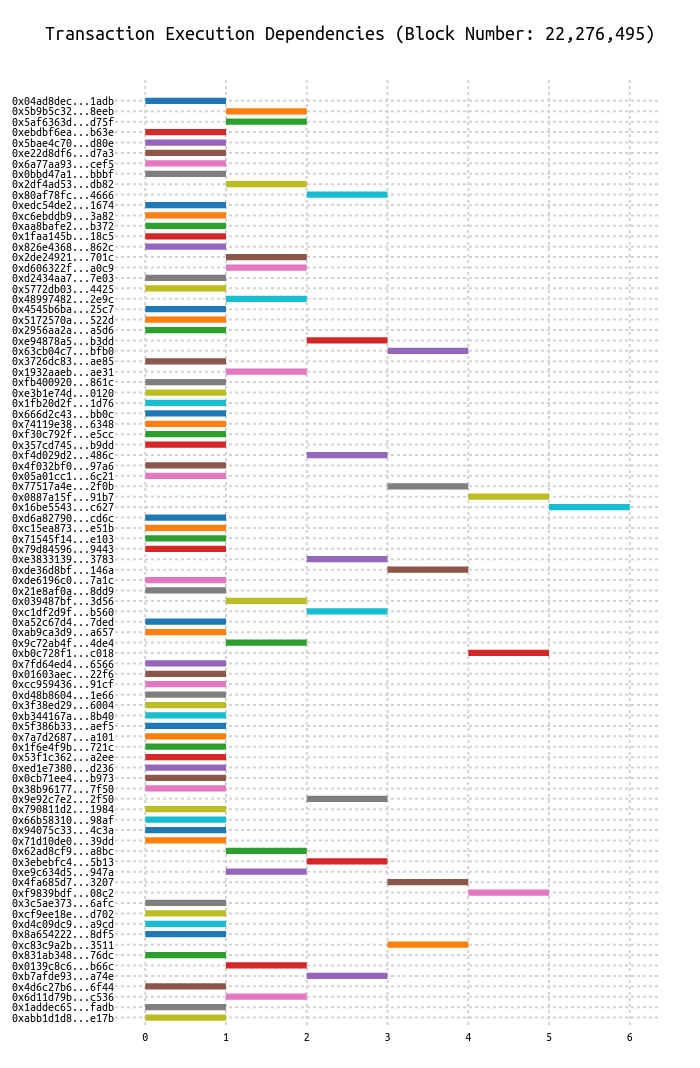 Transaction Execution Dependencies (Block Number: 22,276,495)
0x04ad8dec...1adb
0x5b9b5c32...8eeb
0x5af6363d...d75f
0xebdbf6ea...b63e
0x5bae4c70...d80e
0xe22d8df6...d7a3
0x6a77aa93...cef5
0x0bbd47a1...bbbf
0x2df4ad53...db82
0x80af78fc...4666
0xedc54de2...1674
0xc6ebddb9...3a82
0xaa8bafe2...b372
0x1faa145b...18c5
0x826e4368...862c
0x2de24921...701c
0xd606322f...a0c9
0xd2434aa7...7e03
0x5772db03...4425
0x48997482...2e9c
0x4545b6ba...25c7
0x5172570a...522d
0x2956aa2a...a5d6
0xe94878a5...b3dd
0x63cb04c7...bfb0
0x3726dc83...ae85
0x1932aaeb...ae31
0xfb400920...861c
0xe3b1e74d...0120
0x1fb20d2f...1d76
0x666d2c43...bb0c
0x74119e38...6348
0xf30c792f...e5cc
0x357cd745...b9dd
0xf4d029d2...486c
0x4f032bf0...97a6
0x05a01cc1...6c21
0x77517a4e...2f0b
0x0887a15f...91b7
0x16be5543...c627
0xd6a82790...cd6c
0xc15ea873...e51b
0x71545f14...e103
0x79d84596...9443
0xe3833139...3783
0xde36d8bf...146a
0xde6196c0...7a1c
0x21e8af0a...8dd9
0x039487bf...3d56
0xc1df2d9f...b560
0xa52c67d4...7ded
0xab9ca3d9...a657
0x9c72ab4f...4de4
0xb0c728f1...c018
0x7fd64ed4...6566
0x01603aec...22f6
0xcc959436...91cf
0xd48b8604...1e66
0x3f38ed29...6004
0xb344167a...8b40
0x5f386b33...aef5
0x7a7d2687...a101
0x1f6e4f9b...721c
0x53f1c362...a2ee
0xed1e7380...d236
0x0cb71ee4...b973
0x38b96177...7f50
0x9e92c7e2...2f50
0x790811d2...1984
0x66b58310...98af
0x94075c33...4c3a
0x71d10de0...39dd
0x62ad8cf9...a8bc
0x3ebebfc4...5b13
0xe9c634d5...947a
0x4fa685d7...3207
0xf9839bdf...08c2
0x3c5ae373...6afc
0xcf9ee18e...d702
0xd4c09dc9...a9cd
0x8a654222...8df5
0xc83c9a2b...3511
0x831ab348...76dc
0x0139c8c6...b66c
0xb7afde93...a74e
0x4d6c27b6...6f44
0x6d11d79b...c536
0x1addec65...fadb
0xabb1d1d8...e17b
0 1 2 3 4 5 6